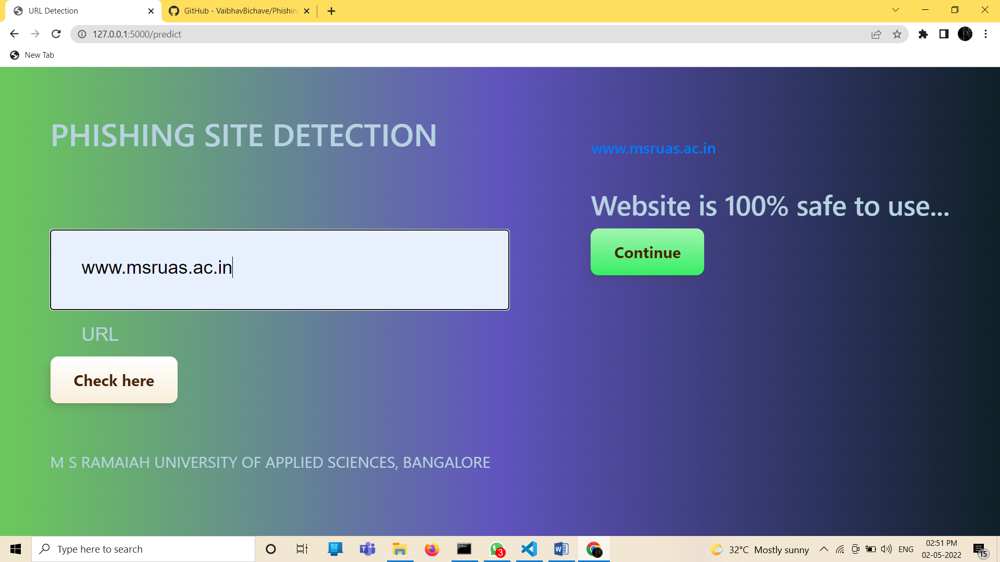 URL Detection
GitHub - VaibhavBichave/Phishin
127.0.0.1:5000/predict
New Tab
PHISHING SITE DETECTION
www.msruas.ac.in
URL
Check here
M S RAMAIAH UNIVERSITY OF APPLIED SCIENCES, BANGALORE
www.msruas.ac.in
Website is 100% safe to use...
Continue
Type here to search
3
32°C Mostly sunny
ENG
02:51 PM
02-05-2022
15